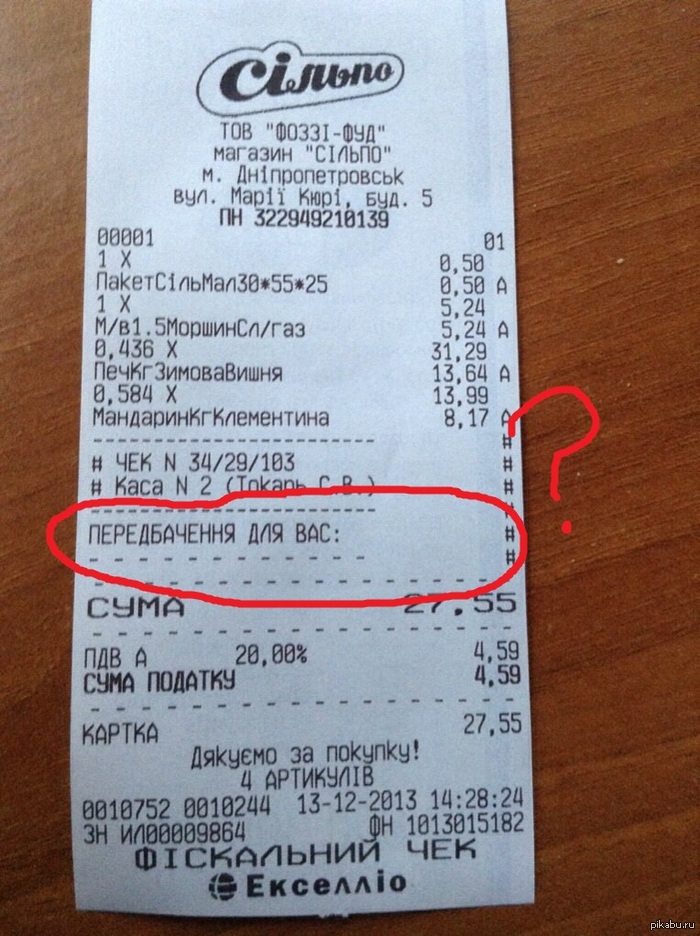 Сільпо
ТОВ "ФОЗЗІ-ФУД"
магазин "СІЛЬПО"
м. Дніпропетровськ
вул. Марії Кюрі, буд. 5
ПН 322949210139
00001 01
1 X 0,50
ПакетСільМал30*55*25 0,50 А
1 X 5,24
М/в1.5МоршинСл/газ 5,24 А
0,436 X 31,29
ПечКгЗимоваВишня 13,64 А
0,584 X 13,99
МандаринКгКлементина 8,17 А
------------------------- #
# ЧЕК N 34/29/103 #
# Каса N 2 (Токарь С.В.) #
------------------------- #
ПЕРЕДБАЧЕННЯ ДЛЯ ВАС: #
- - - - - - - - - - - - - #
- - - - - - - - - - - - - - - - -
СУМА 27.55
- - - - - - - - - - - - - - - - -
ПДВ А 20,00% 4,59
СУМА ПОДАТКУ 4,59
- - - - - - - - - - - - - - - - -
КАРТКА 27,55
Дякуємо за покупку!
4 АРТИКУЛІВ
0010752 0010244 13-12-2013 14:28:24
ЗН ИЛ00009864 ФН 1013015182
ФІСКАЛЬНИЙ ЧЕК
Екселліо
?
pikabu.ru